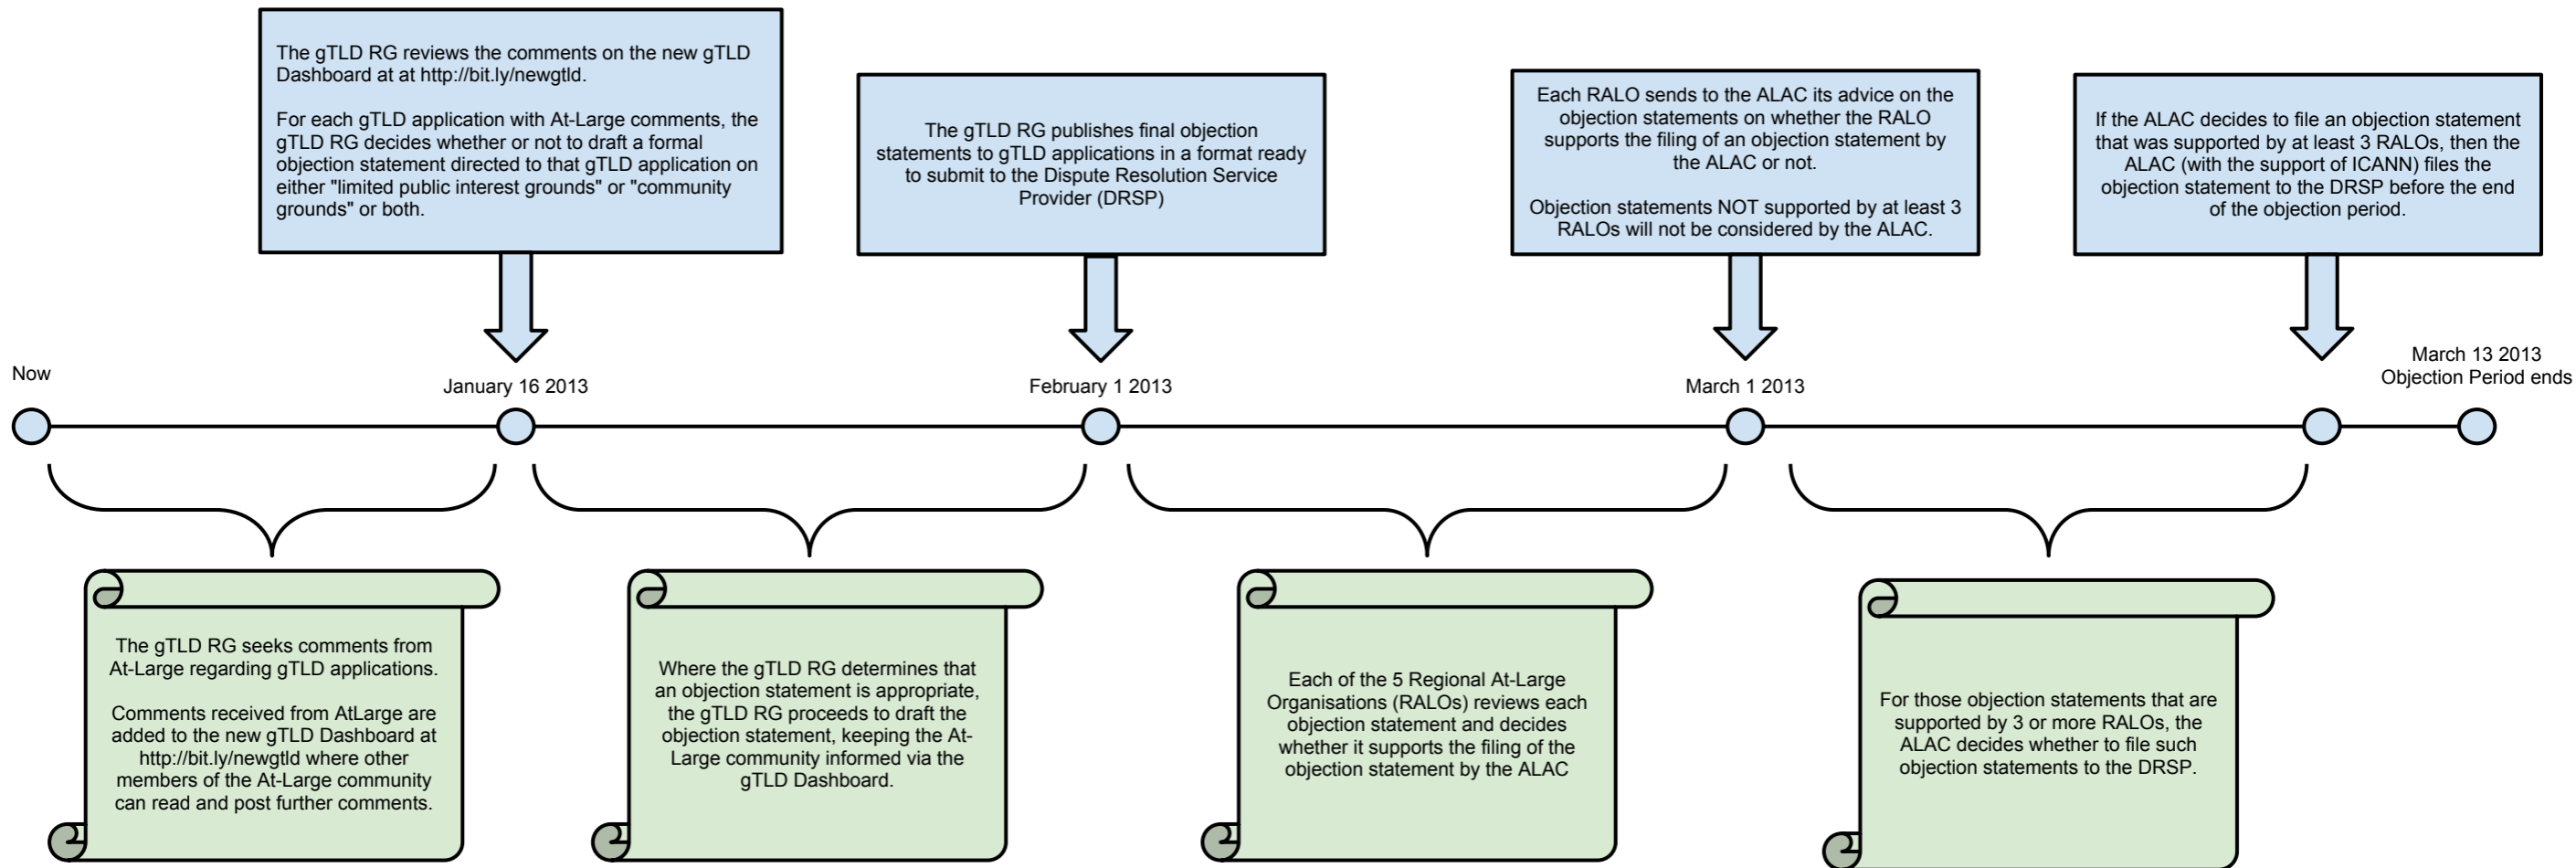 The gTLD RG reviews the comments on the new gTLD
Dashboard at at http://bit.ly/newgtld.
For each gTLD application with At-Large comments, the
gTLD RG decides whether or not to draft a formal
objection statement directed to that gTLD application on
either "limited public interest grounds" or "community
grounds" or both.
The gTLD RG publishes final objection
statements to gTLD applications in a format ready
to submit to the Dispute Resolution Service
Provider (DRSP)
Each RALO sends to the ALAC its advice on the
objection statements on whether the RALO
supports the filing of an objection statement by
the ALAC or not.
Objection statements NOT supported by at least 3
RALOs will not be considered by the ALAC.
If the ALAC decides to file an objection statement
that was supported by at least 3 RALOs, then the
ALAC (with the support of ICANN) files the
objection statement to the DRSP before the end
of the objection period.
Now
January 16 2013
February 1 2013
March 1 2013
March 13 2013
Objection Period ends
The gTLD RG seeks comments from
At-Large regarding gTLD applications.
Comments received from AtLarge are
added to the new gTLD Dashboard at
http://bit.ly/newgtld where other
members of the At-Large community
can read and post further comments.
Where the gTLD RG determines that
an objection statement is appropriate,
the gTLD RG proceeds to draft the
objection statement, keeping the At-
Large community informed via the
gTLD Dashboard.
Each of the 5 Regional At-Large
Organisations (RALOs) reviews each
objection statement and decides
whether it supports the filing of the
objection statement by the ALAC
For those objection statements that are
supported by 3 or more RALOs, the
ALAC decides whether to file such
objection statements to the DRSP.